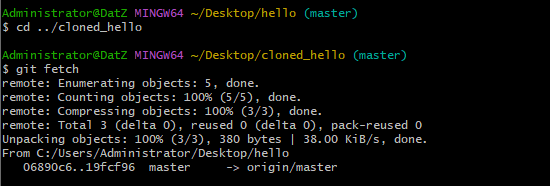 Administrator@DatZ MINGW64 ~/Desktop/hello (master)
$ cd ../cloned_hello
Administrator@DatZ MINGW64 ~/Desktop/cloned_hello (master)
$ git fetch
remote: Enumerating objects: 5, done.
remote: Counting objects: 100% (5/5), done.
remote: Compressing objects: 100% (3/3), done.
remote: Total 3 (delta 0), reused 0 (delta 0), pack-reused 0
Unpacking objects: 100% (3/3), 380 bytes | 38.00 KiB/s, done.
From C:/Users/Administrator/Desktop/hello
   06890c6..19fcf96  master     -> origin/master